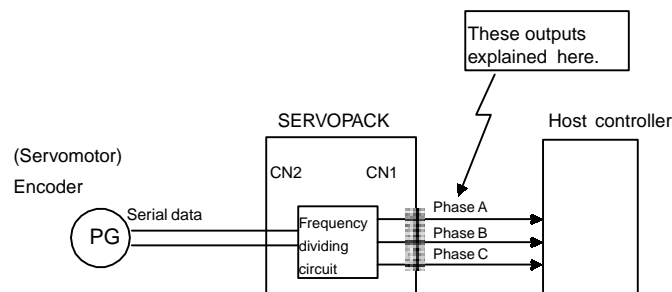 These outputs
explained here.
SERVOPACK
Host controller
(Servomotor)
Encoder
CN2
CN1
Serial data
PG
Frequency
dividing
circuit
Phase A
Phase B
Phase C